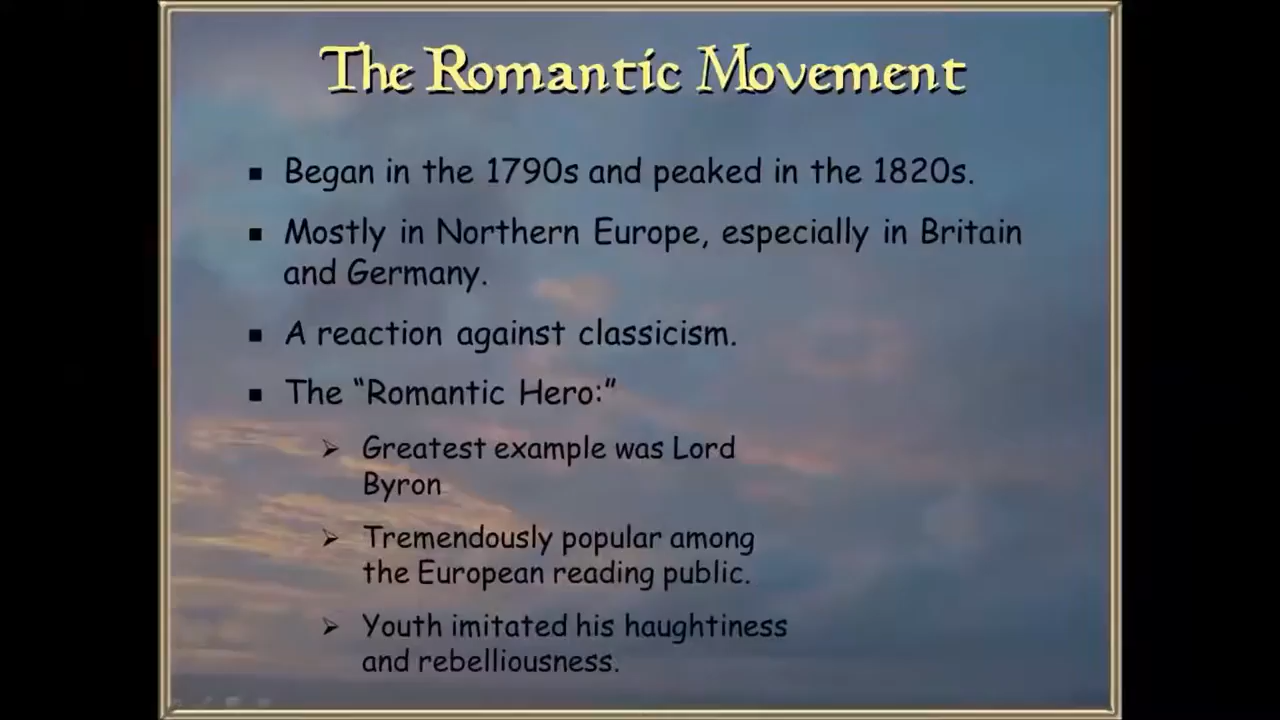 The Romantic Movement
▪ Began in the 1790s and peaked in the 1820s.
▪ Mostly in Northern Europe, especially in Britain
and Germany.
▪ A reaction against classicism.
▪ The “Romantic Hero:”
➢ Greatest example was Lord
Byron
➢ Tremendously popular among
the European reading public.
➢ Youth imitated his haughtiness
and rebelliousness.